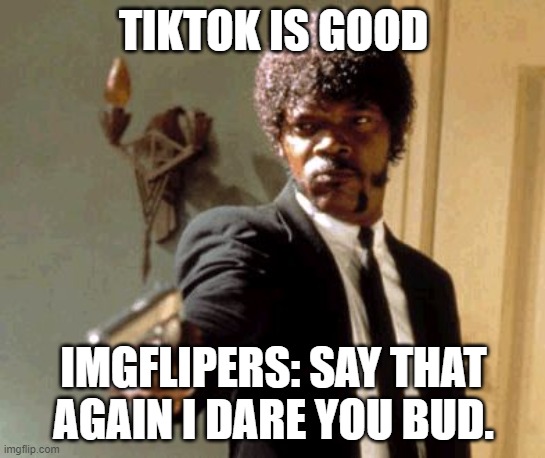 TIKTOK IS GOOD
IMGFLIPERS: SAY THAT
AGAIN I DARE YOU BUD.
imgflip.com